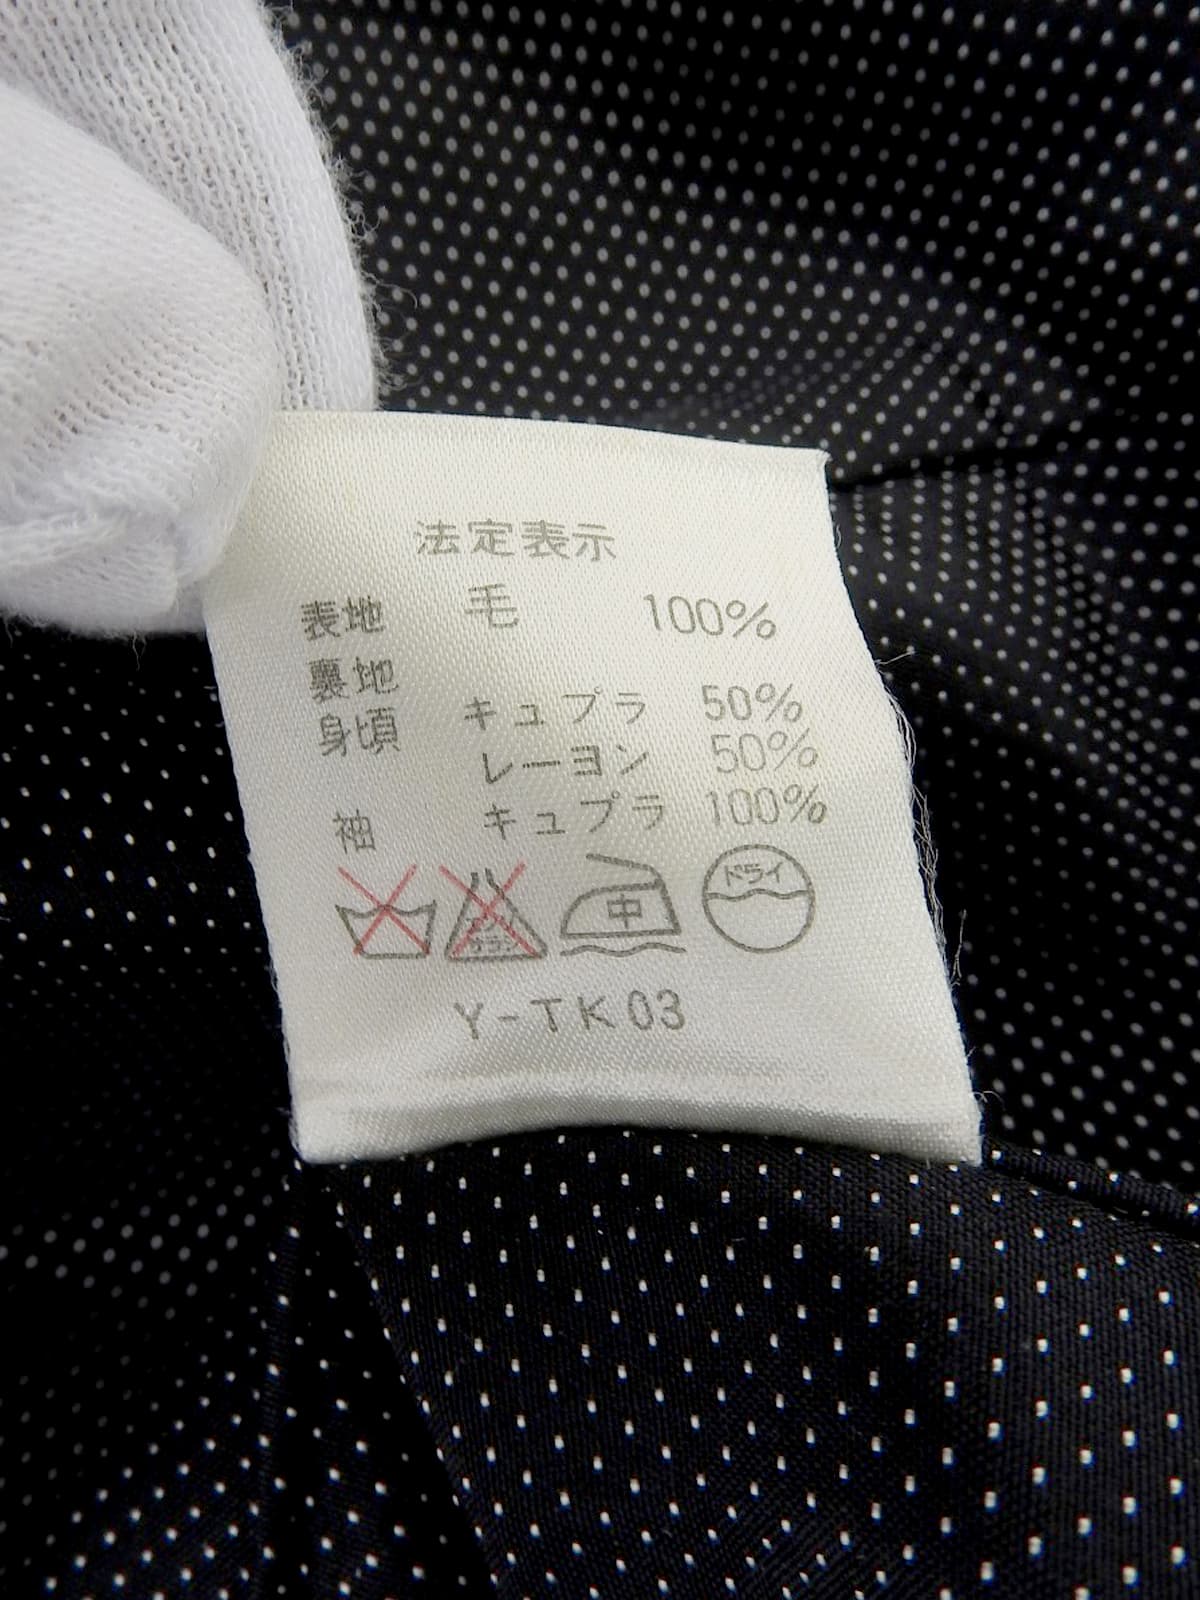 法定表示
表地 毛 100%
裏地
身頃 キュプラ 50%
レーヨン 50%
袖 キュプラ 100%
中 ドライ
Y-TK03